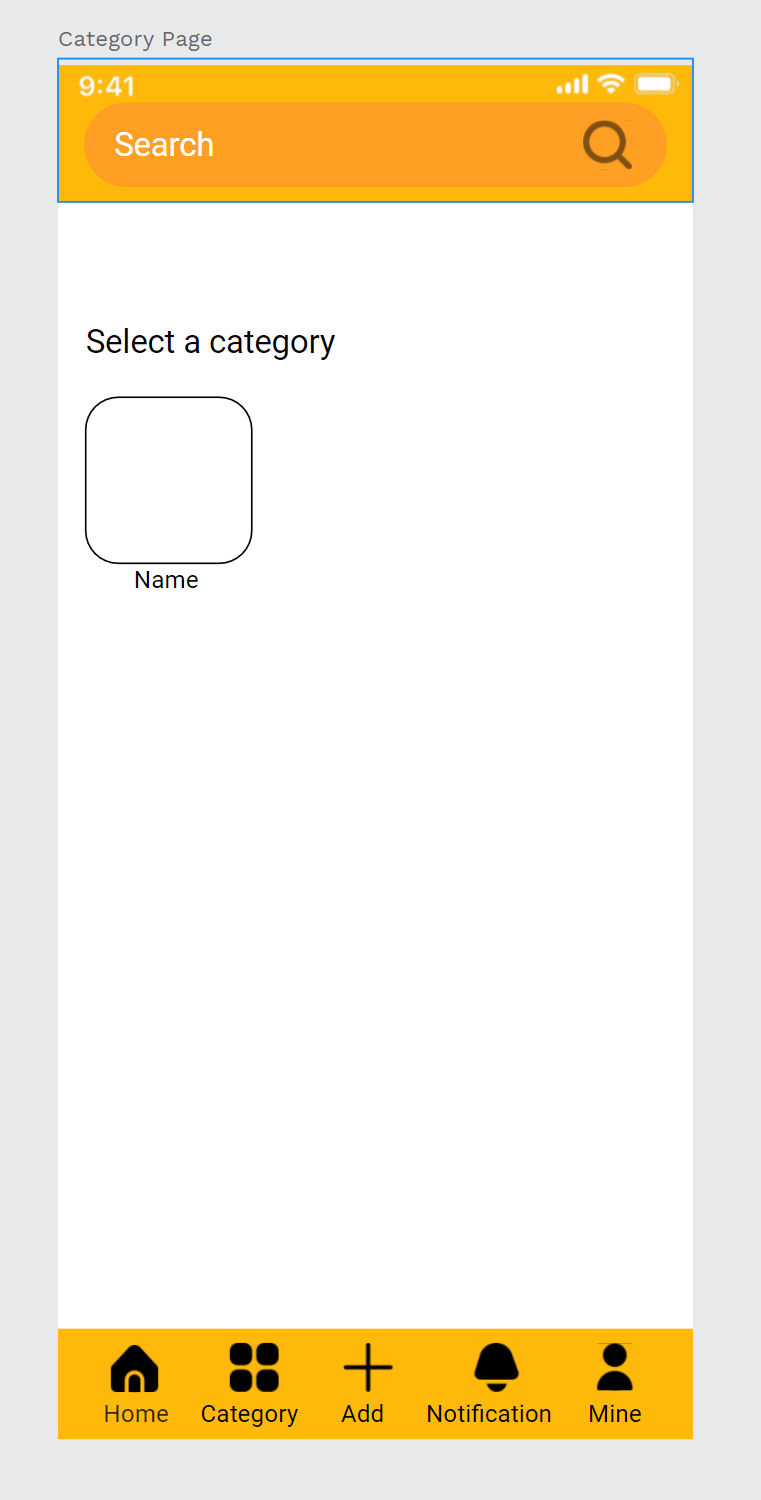 Category Page
9:41
Search
Select a category
Name
Home Category Add Notification Mine